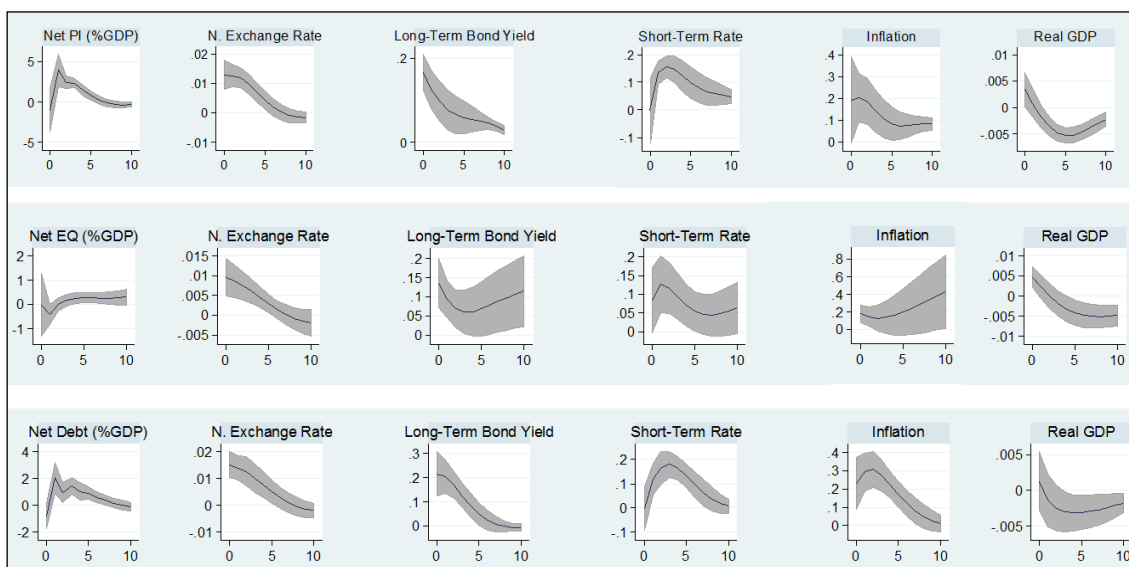 Net PI (%GDP) N. Exchange Rate Long-Term Bond Yield Short-Term Rate Inflation Real GDP
5 .02 .2 .2 .4 .01
.01 .1 .3 .005
0 0 0 .2 0
.1
-5 -.01 0 -.1 0 -.005
0 5 10 0 5 10 0 5 10 0 5 10 0 5 10 0 5 10
Net EQ (%GDP) N. Exchange Rate Long-Term Bond Yield Short-Term Rate Inflation Real GDP
2 .015 .2 .2 .8 .01
1 .01 .15 .15 .6 .005
0 .005 .1 .1 .4 0
0 .05 .05 .2 -.005
-1 -.005 0 0 0 -.01
0 5 10 0 5 10 0 5 10 0 5 10 0 5 10 0 5 10
Net Debt (%GDP) N. Exchange Rate Long-Term Bond Yield Short-Term Rate Inflation Real GDP
4 .02 .3 .2 .4 .005
2 .01 .2 .1 .3
0 0 .1 0 .2 0
.1
-2 -.01 0 -.1 0 -.005
0 5 10 0 5 10 0 5 10 0 5 10 0 5 10 0 5 10